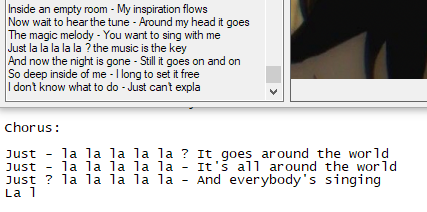 Inside an empty room - My inspiration flows
Now wait to hear the tune - Around my head it goes
The magic melody - You want to sing with me
Just la la la la la ? the music is the key
And now the night is gone - Still it goes on and on
So deep inside of me - I long to set it free
I don't know what to do - Just can't expla
Chorus:
Just - la la la la la ? It goes around the world
Just - la la la la la - It's all around the world
Just ? la la la la la - And everybody's singing
La l